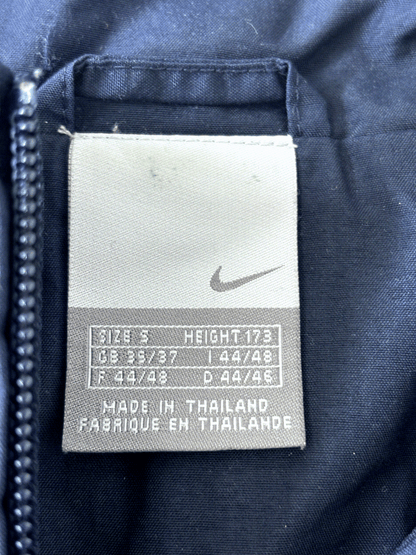 SIZE S HEIGHT 173
GB 35/37 I 44/48
F 44/48 D 44/46
MADE IN THAILAND
FABRIQUE EN THAILANDE